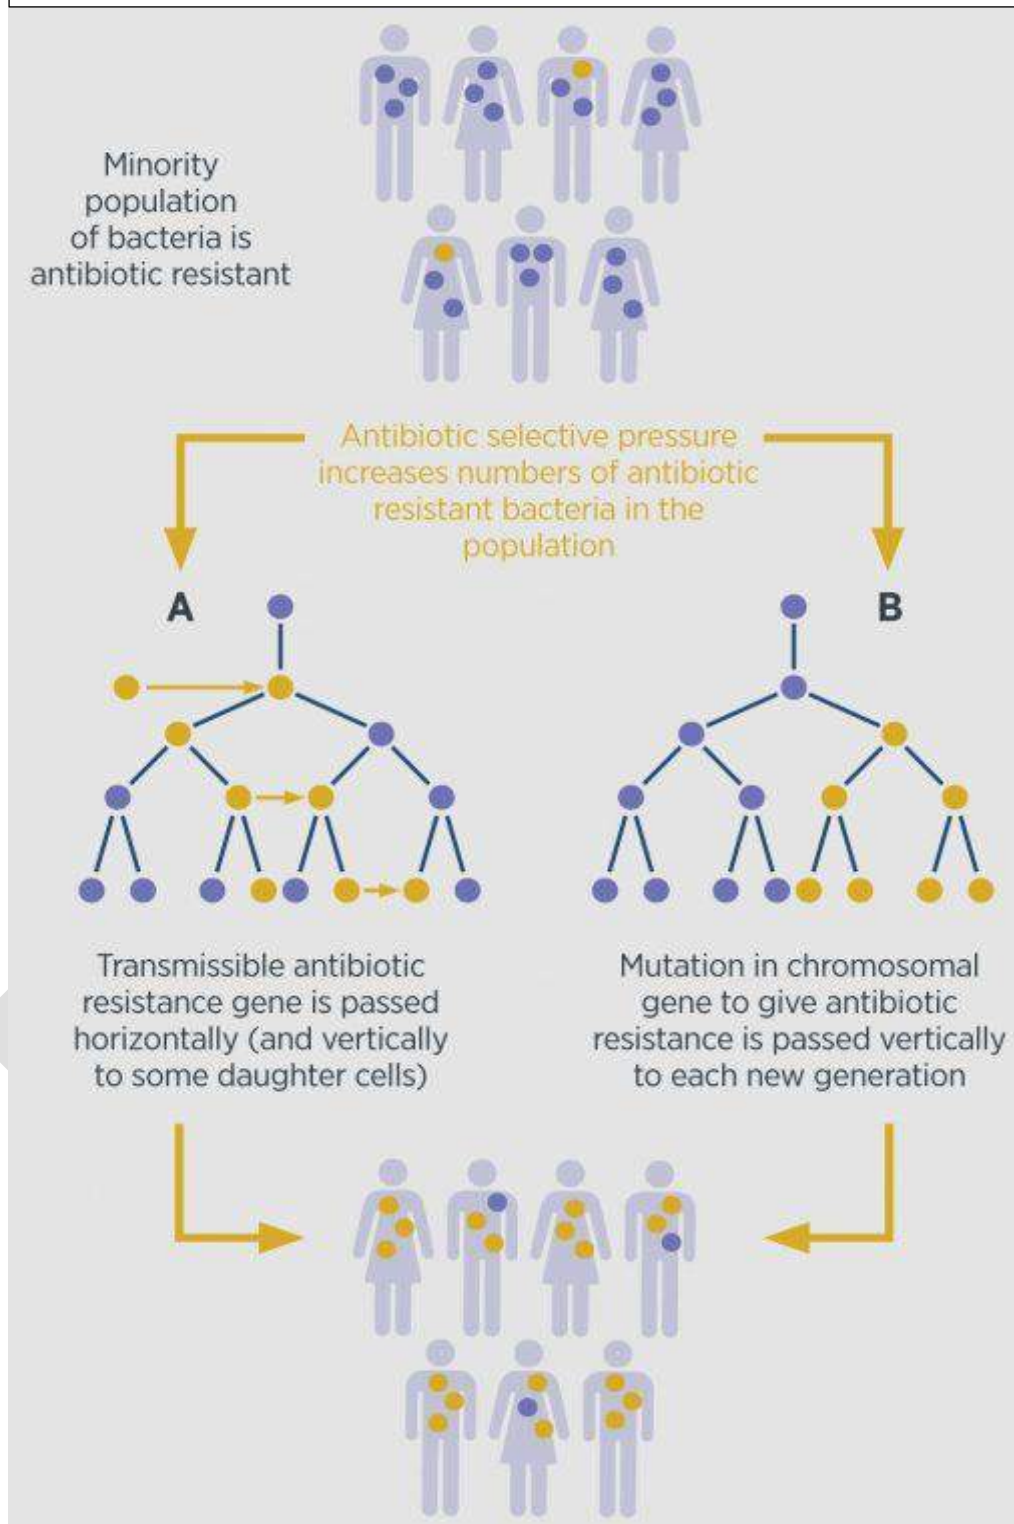 Minority
population
of bacteria is
antibiotic resistant
Antibiotic selective pressure
increases numbers of antibiotic
resistant bacteria in the
population
A
B
Transmissible antibiotic
resistance gene is passed
horizontally (and vertically
to some daughter cells)
Mutation in chromosomal
gene to give antibiotic
resistance is passed vertically
to each new generation